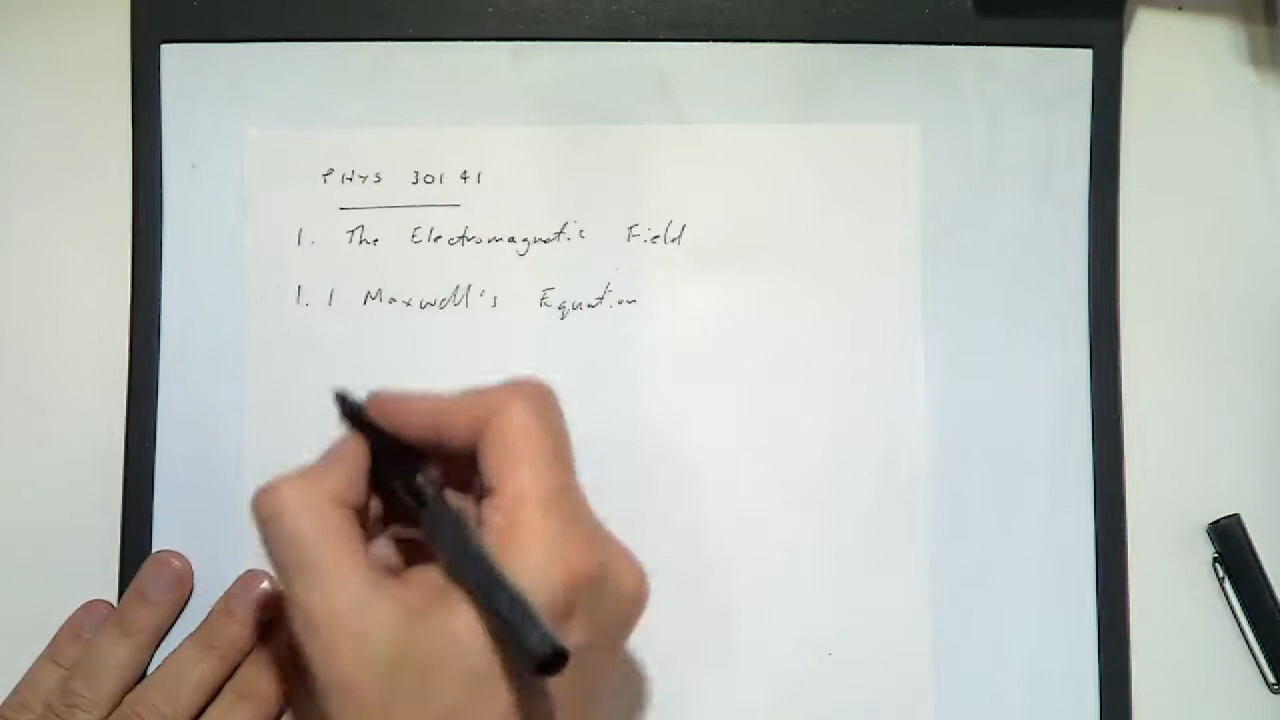 PHYS 30141
1. The Electromagnetic Field
1.1 Maxwell's Equation